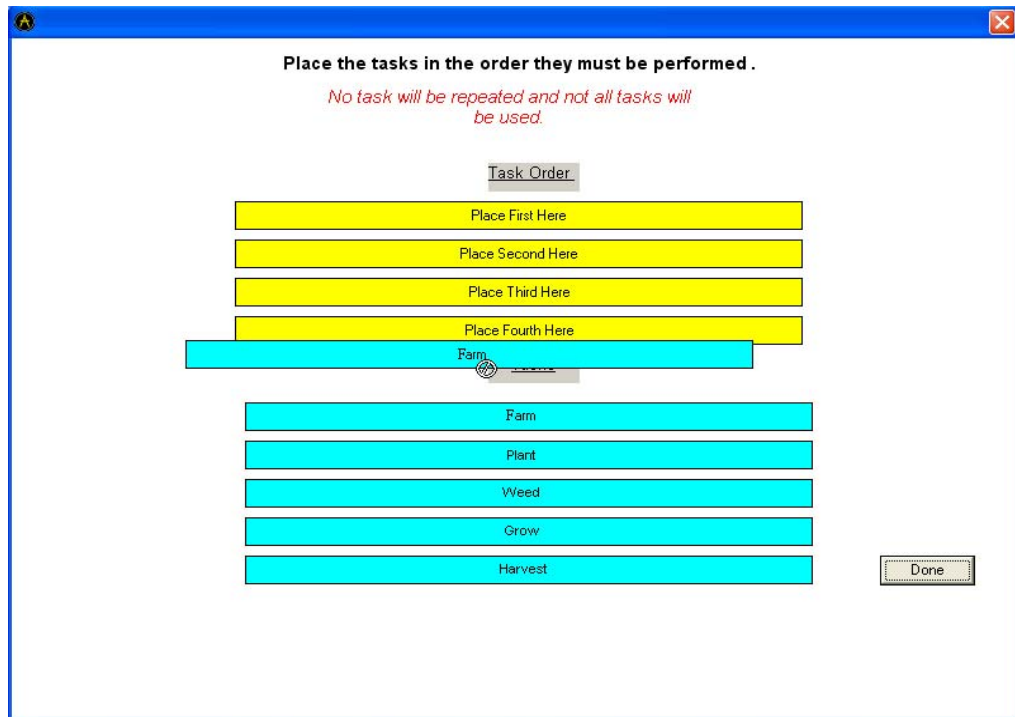 Place the tasks in the order they must be performed .
No task will be repeated and not all tasks will
be used.
Task Order
Place First Here
Place Second Here
Place Third Here
Place Fourth Here
Farm
Farm
Plant
Weed
Grow
Harvest
Done